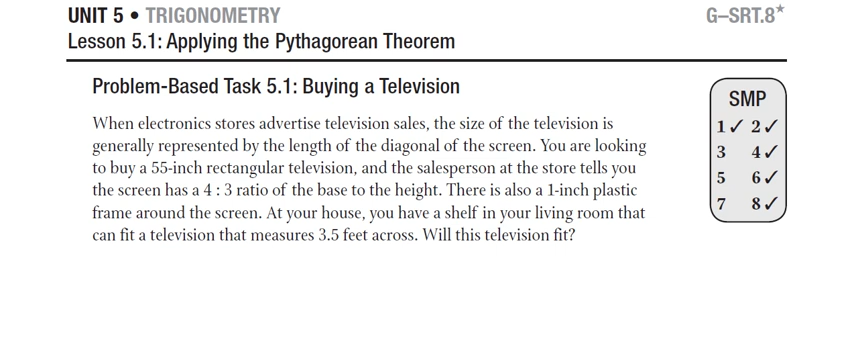 UNIT 5 • TRIGONOMETRY
G–SRT.8★
Lesson 5.1: Applying the Pythagorean Theorem
Problem-Based Task 5.1: Buying a Television
When electronics stores advertise television sales, the size of the television is
generally represented by the length of the diagonal of the screen. You are looking
to buy a 55-inch rectangular television, and the salesperson at the store tells you
the screen has a 4 : 3 ratio of the base to the height. There is also a 1-inch plastic
frame around the screen. At your house, you have a shelf in your living room that
can fit a television that measures 3.5 feet across. Will this television fit?
SMP
1 ✓ 2 ✓
3 4 ✓
5 6 ✓
7 8 ✓